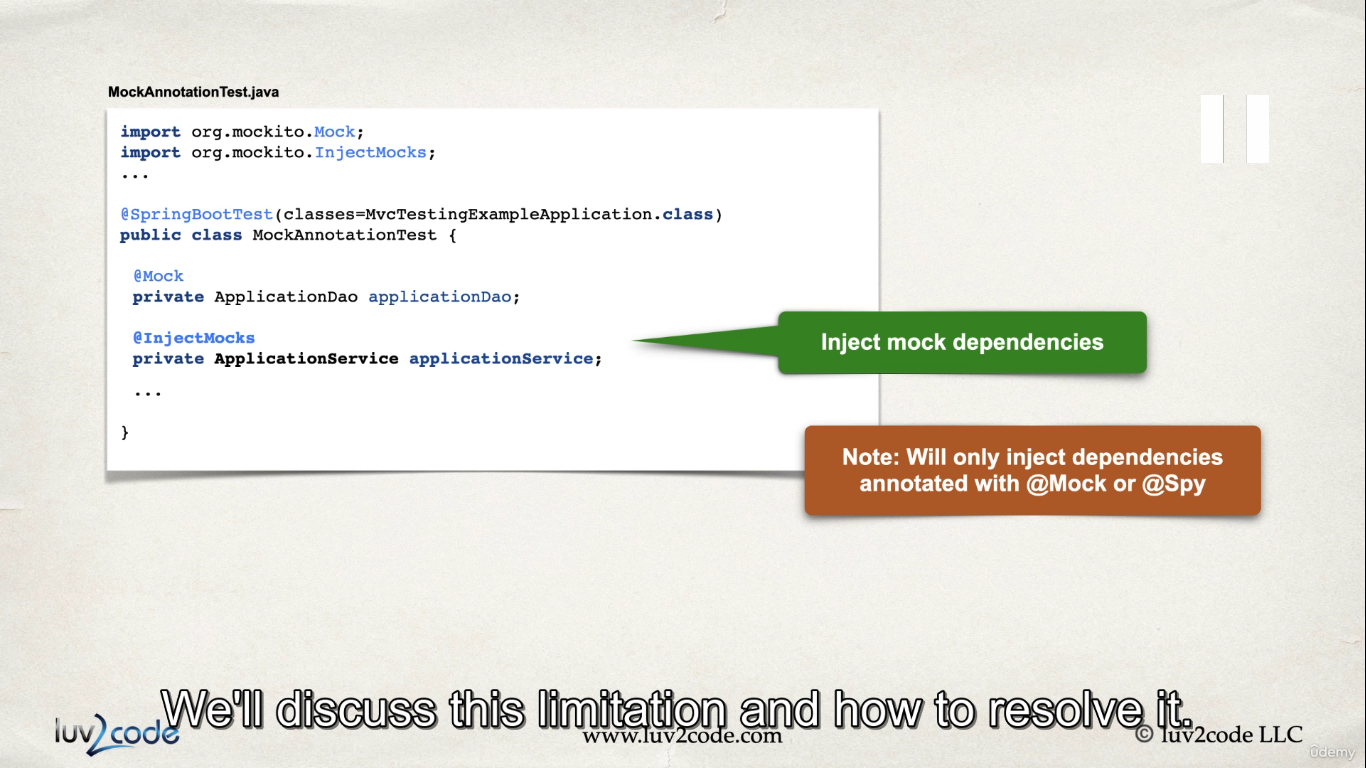 MockAnnotationTest.java
import org.mockito.Mock;
import org.mockito.InjectMocks;
...
@SpringBootTest(classes=MvcTestingExampleApplication.class)
public class MockAnnotationTest {
@Mock
private ApplicationDao applicationDao;
@InjectMocks
private ApplicationService applicationService;
...
}
Inject mock dependencies
Note: Will only inject dependencies
annotated with @Mock or @Spy
We'll discuss this limitation and how to resolve it.
luv2code
www.luv2code.com
© luv2code LLC
ûdemy